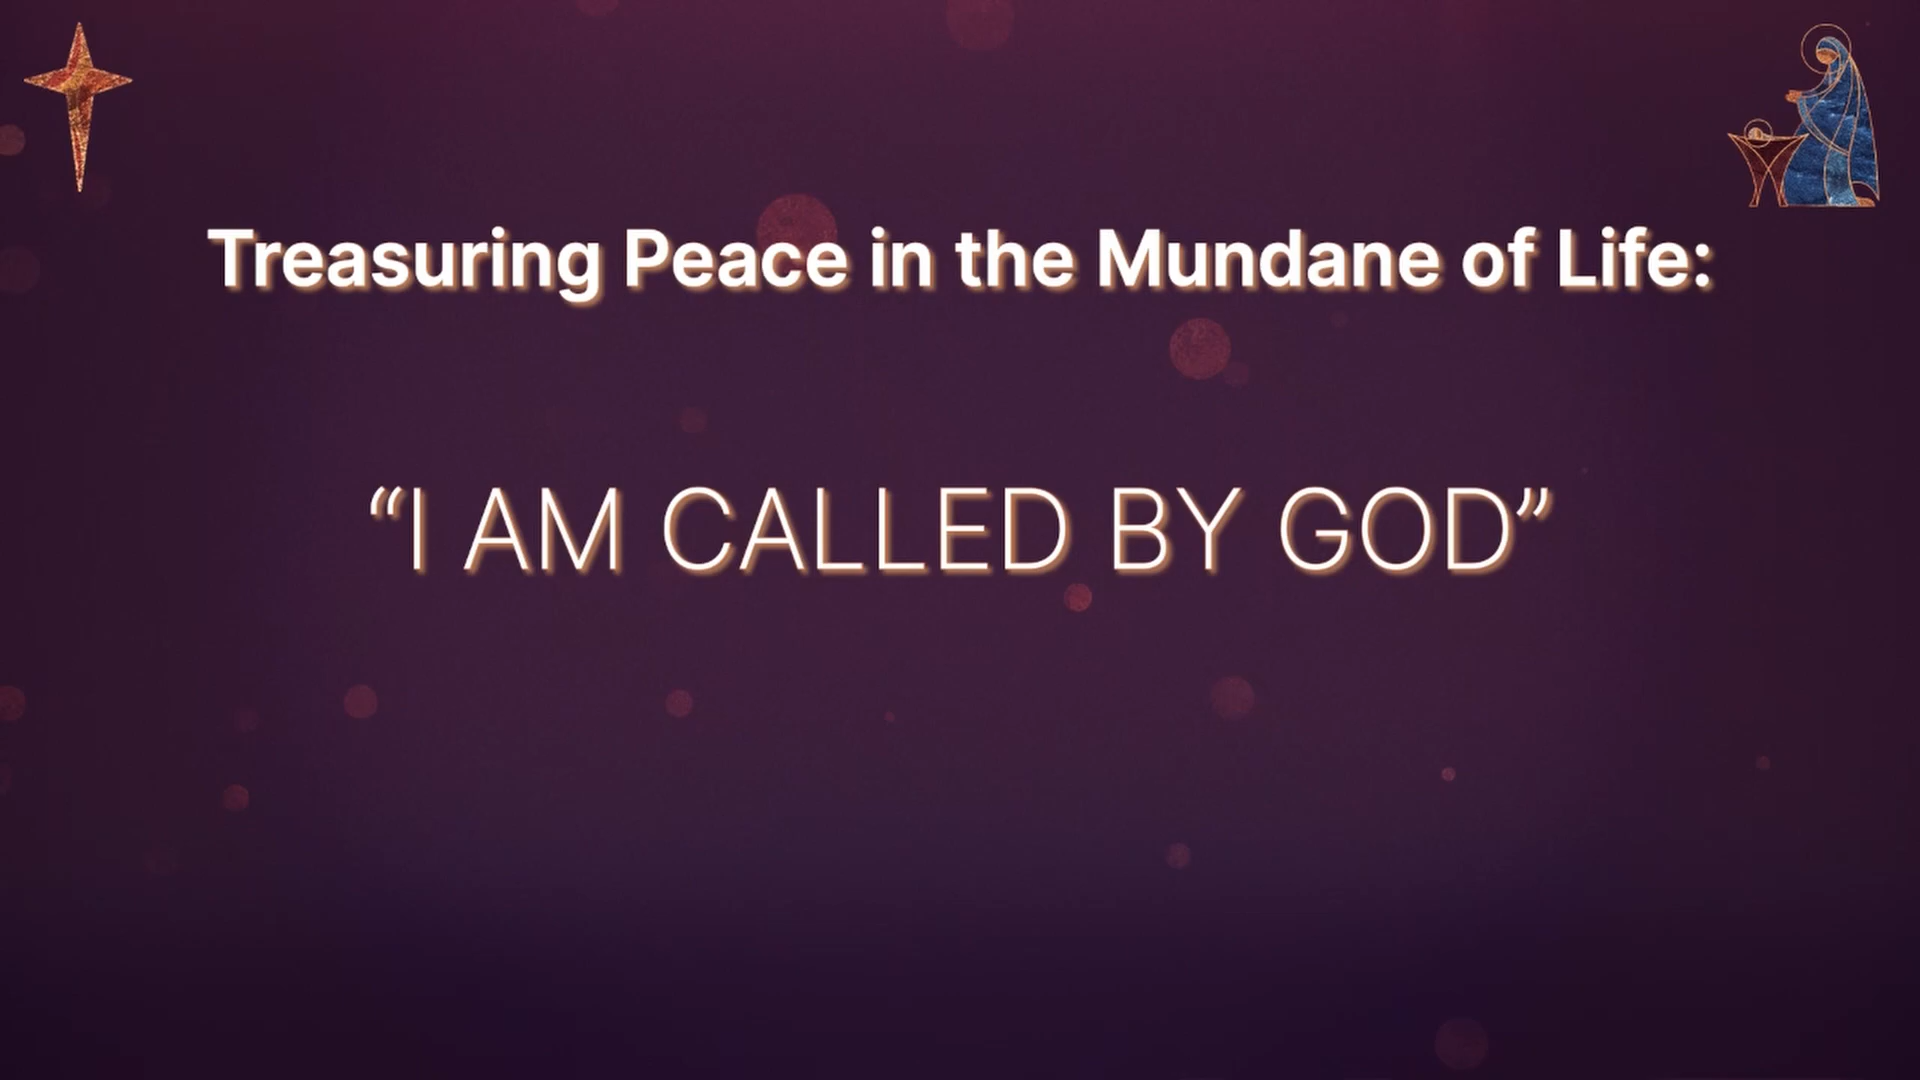 Treasuring Peace in the Mundane of Life:
“I AM CALLED BY GOD”